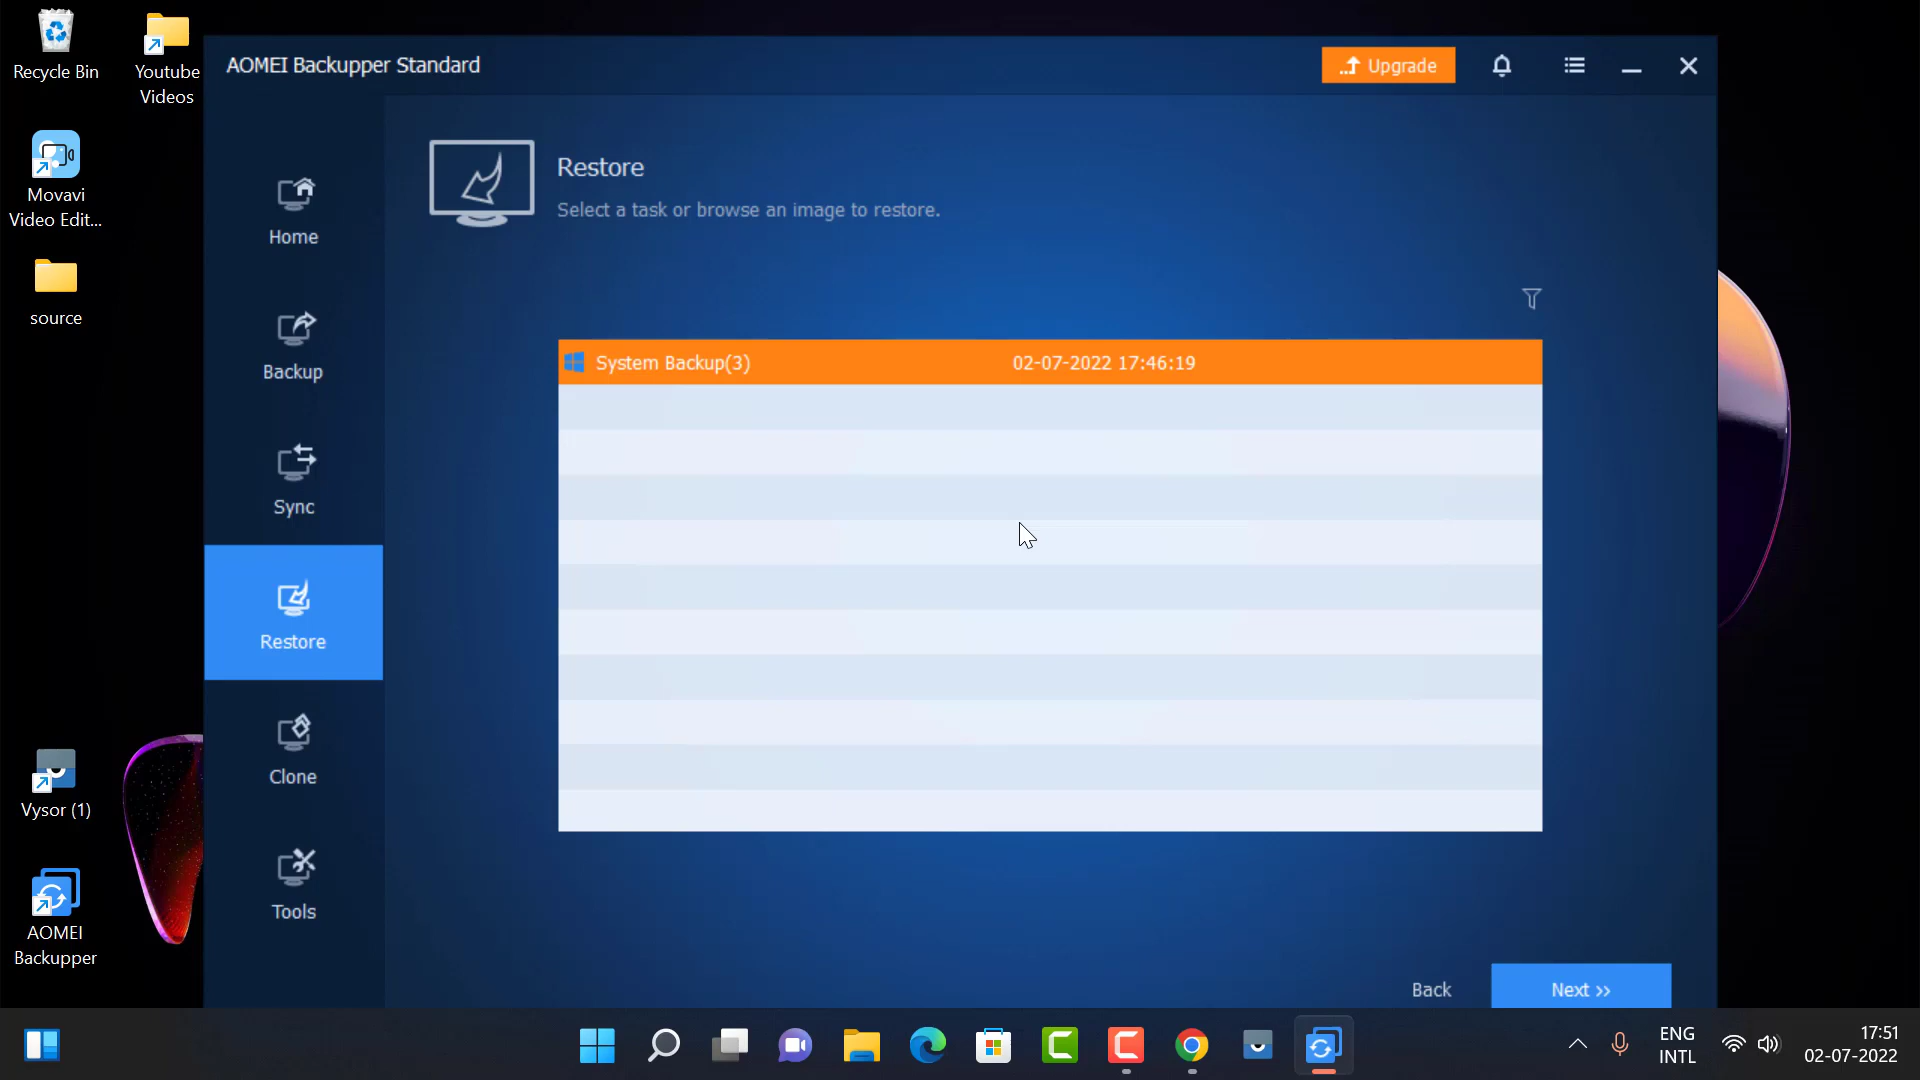 Recycle Bin
Youtube
Videos
Movavi
Video Edit...
source
Vysor (1)
AOMEI
Backupper
AOMEI Backupper Standard
Upgrade
Home
Backup
Sync
Restore
Clone
Tools
Restore
Select a task or browse an image to restore.
System Backup(3) 02-07-2022 17:46:19
Back
Next >>
ENG
INTL
17:51
02-07-2022